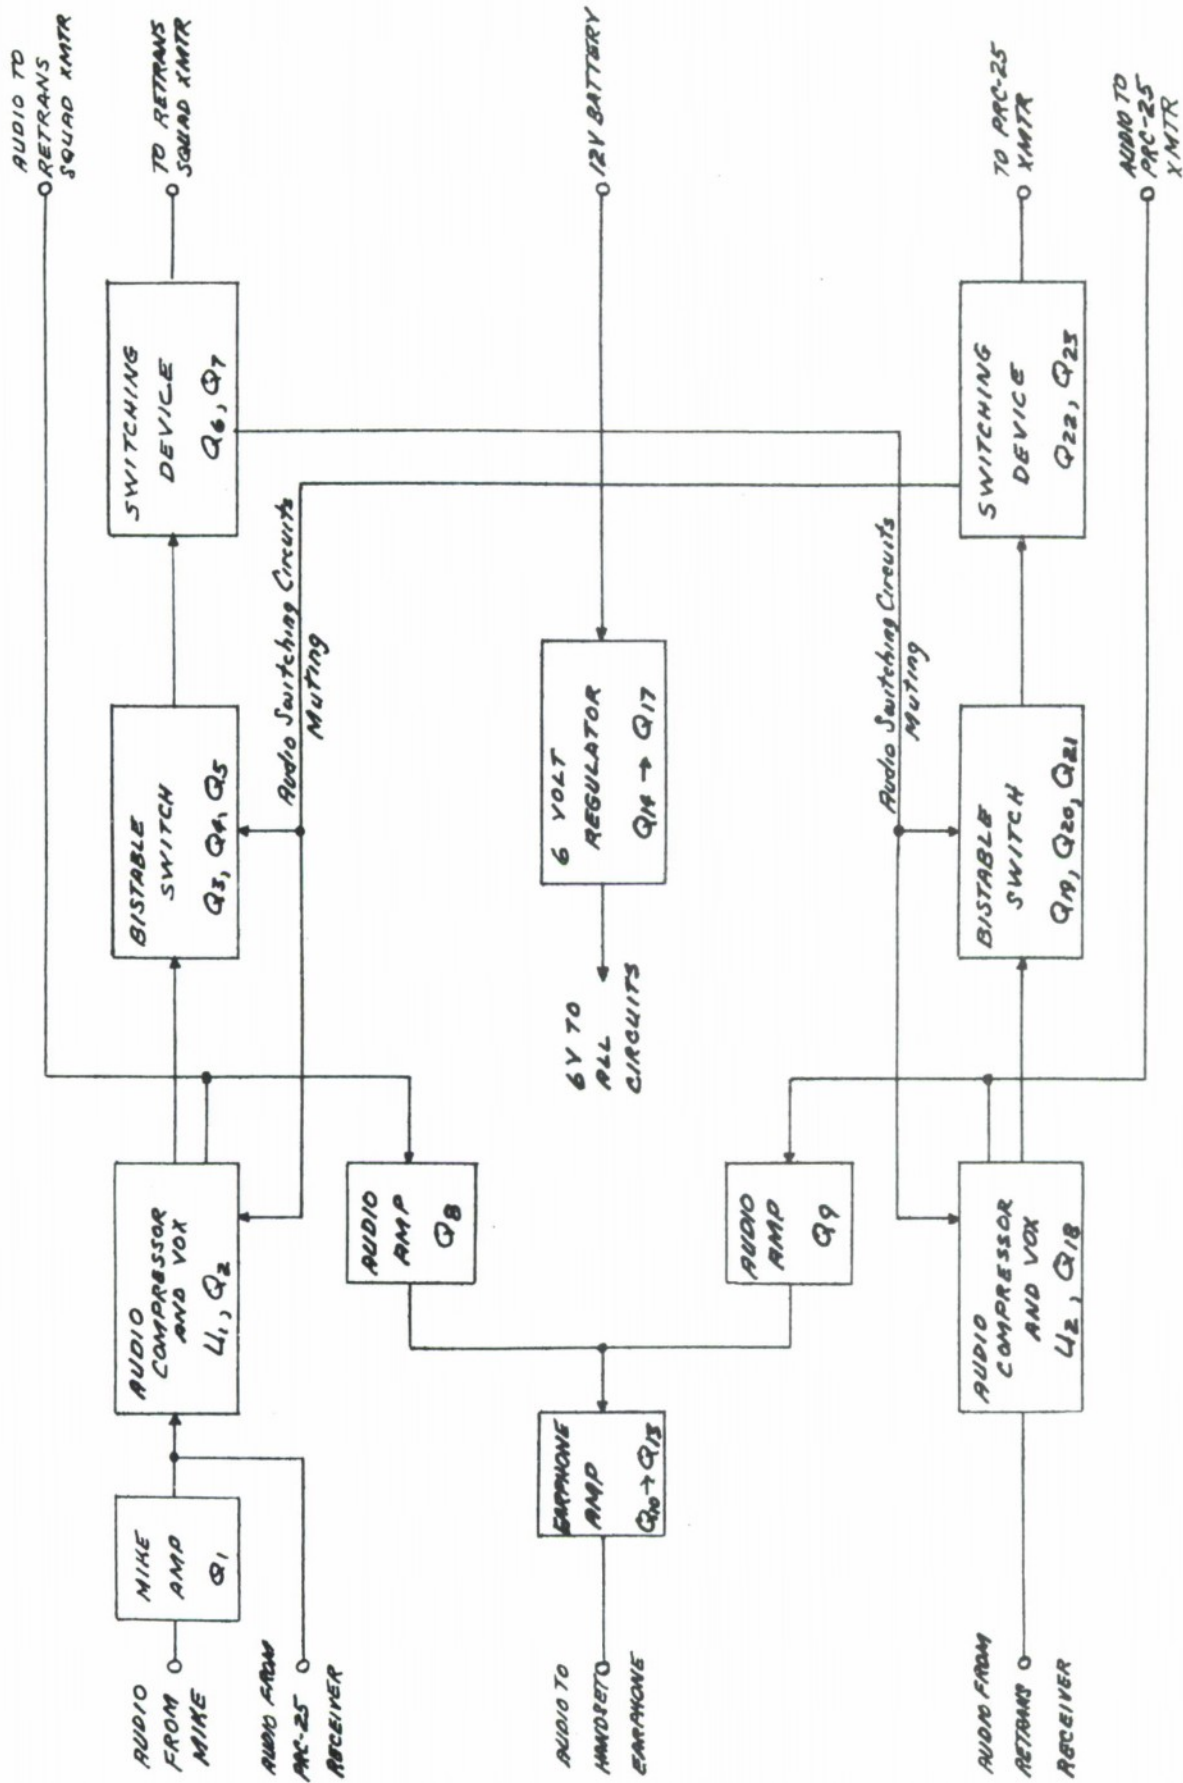 AUDIO TO
RETRANS
SQUAD XMTR
TO RETRANS
SQUAD XMTR
12V BATTERY
TO PRC-25
XMTR
AUDIO TO
PRC-25
XMTR
SWITCHING
DEVICE
Q6, Q7
SWITCHING
DEVICE
Q22, Q23
Audio Switching Circuits
Muting
Audio Switching Circuits
Muting
BISTABLE
SWITCH
Q3, Q4, Q5
6 VOLT
REGULATOR
Q14 → Q17
BISTABLE
SWITCH
Q19, Q20, Q21
6V TO
ALL
CIRCUITS
AUDIO
COMPRESSOR
AND VOX
U1, Q2
AUDIO
AMP
Q8
AUDIO
AMP
Q9
AUDIO
COMPRESSOR
AND VOX
U2, Q18
MIKE
AMP
Q1
EARPHONE
AMP
Q10 → Q13
AUDIO
FROM
MIKE
AUDIO FROM
PRC-25
RECEIVER
AUDIO TO
HANDSET
EARPHONE
AUDIO FROM
RETRANS
RECEIVER